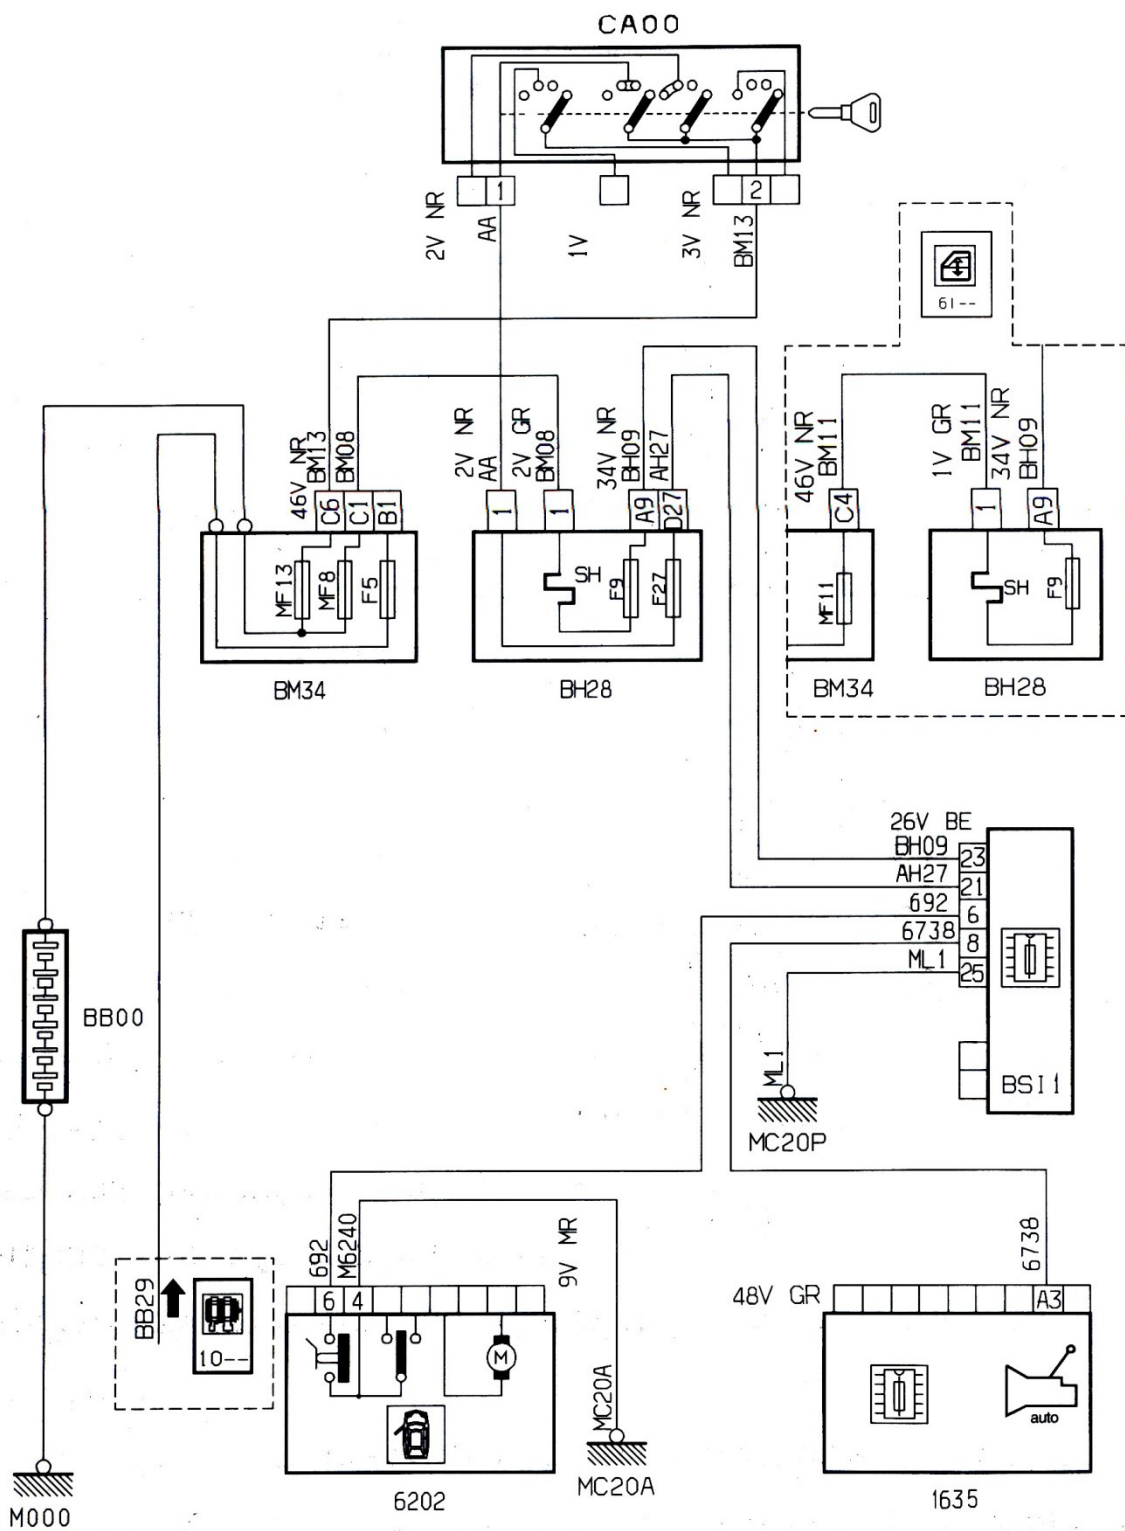 CA00
1
2
2V NR
AA
1V
3V NR
BM13
61--
46V NR
BM13
BM08
2V NR
AA
2V GR
BM08
34V NR
BH09
AH27
46V NR
BM11
1V GR
BM11
34V NR
BH09
C6
C1
B1
1
1
A9
D27
C4
1
A9
MF13
MF8
F5
SH
F9
F27
MF11
SH
F9
BM34
BH28
BM34
BH28
26V BE
BH09
23
AH27
21
692
6
6738
8
ML1
25
BB00
BSI1
ML1
MC20P
692
M6240
9V MR
6738
BB29
10--
6
4
48V GR
A3
M
MC20A
auto
MC20A
6202
1635
M000